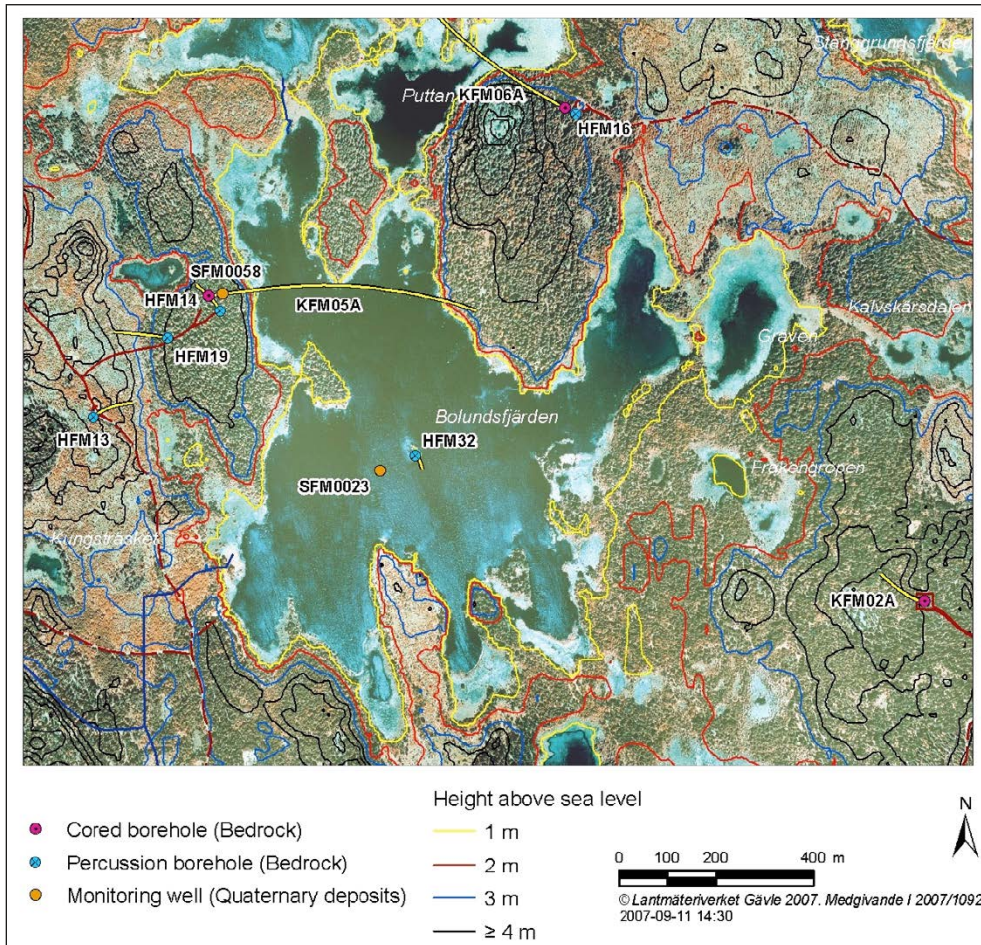 Stånggrundsfjärden
Puttan
KFM06A
HFM16
SFM0058
HFM14
KFM05A
Kalvskärsdalen
HFM19
Graven
Bolundsfjärden
HFM13
HFM32
Fräkengropen
SFM0023
Kungsträsket
KFM02A
Height above sea level
N
Cored borehole (Bedrock)
1 m
Percussion borehole (Bedrock)
2 m
0 100 200 400 m
Monitoring well (Quaternary deposits)
3 m
© Lantmäteriverket Gävle 2007. Medgivande I 2007/1092
2007-09-11 14:30
≥ 4 m